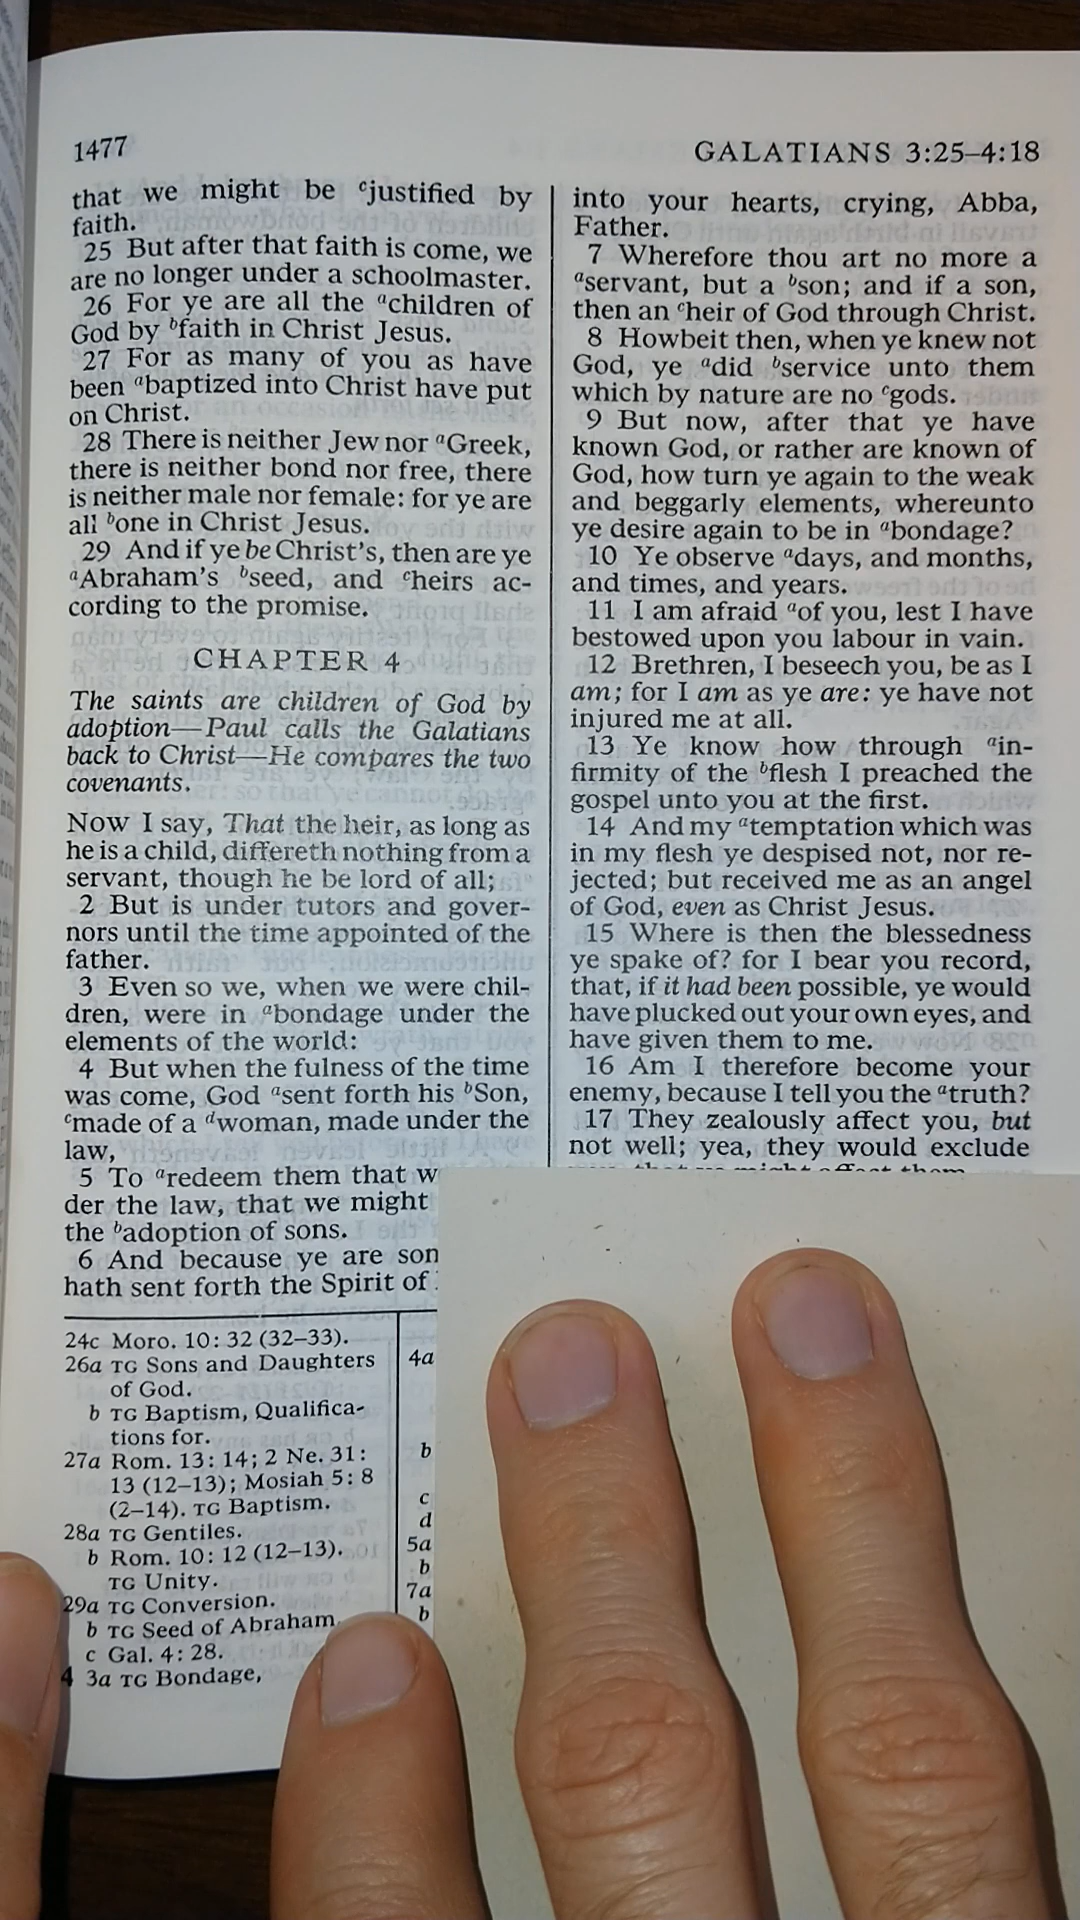 1477
GALATIANS 3:25–4:18
that we might be cjustified by
faith.
25 But after that faith is come, we
are no longer under a schoolmaster.
26 For ye are all the achildren of
God by bfaith in Christ Jesus.
27 For as many of you as have
been abaptized into Christ have put
on Christ.
28 There is neither Jew nor aGreek,
there is neither bond nor free, there
is neither male nor female: for ye are
all bone in Christ Jesus.
29 And if ye be Christ's, then are ye
aAbraham's bseed, and cheirs ac-
cording to the promise.
CHAPTER 4
The saints are children of God by
adoption—Paul calls the Galatians
back to Christ—He compares the two
covenants.
Now I say, That the heir, as long as
he is a child, differeth nothing from a
servant, though he be lord of all;
2 But is under tutors and gover-
nors until the time appointed of the
father.
3 Even so we, when we were chil-
dren, were in abondage under the
elements of the world:
4 But when the fulness of the time
was come, God asent forth his bSon,
cmade of a dwoman, made under the
law,
5 To aredeem them that w
der the law, that we might
the badoption of sons.
6 And because ye are son
hath sent forth the Spirit of
into your hearts, crying, Abba,
Father.
7 Wherefore thou art no more a
aservant, but a bson; and if a son,
then an cheir of God through Christ.
8 Howbeit then, when ye knew not
God, ye adid bservice unto them
which by nature are no cgods.
9 But now, after that ye have
known God, or rather are known of
God, how turn ye again to the weak
and beggarly elements, whereunto
ye desire again to be in abondage?
10 Ye observe adays, and months,
and times, and years.
11 I am afraid aof you, lest I have
bestowed upon you labour in vain.
12 Brethren, I beseech you, be as I
am; for I am as ye are: ye have not
injured me at all.
13 Ye know how through ain-
firmity of the bflesh I preached the
gospel unto you at the first.
14 And my atemptation which was
in my flesh ye despised not, nor re-
jected; but received me as an angel
of God, even as Christ Jesus.
15 Where is then the blessedness
ye spake of? for I bear you record,
that, if it had been possible, ye would
have plucked out your own eyes, and
have given them to me.
16 Am I therefore become your
enemy, because I tell you the atruth?
17 They zealously affect you, but
not well; yea, they would exclude
that might affect them
24c Moro. 10: 32 (32–33).
26a TG Sons and Daughters
of God.
b TG Baptism, Qualifica-
tions for.
27a Rom. 13: 14; 2 Ne. 31:
13 (12–13); Mosiah 5: 8
(2–14). TG Baptism.
28a TG Gentiles.
b Rom. 10: 12 (12–13).
TG Unity.
29a TG Conversion.
b TG Seed of Abraham.
c Gal. 4: 28.
4 3a TG Bondage,
4a
b
c
d
5a
b
7a
b